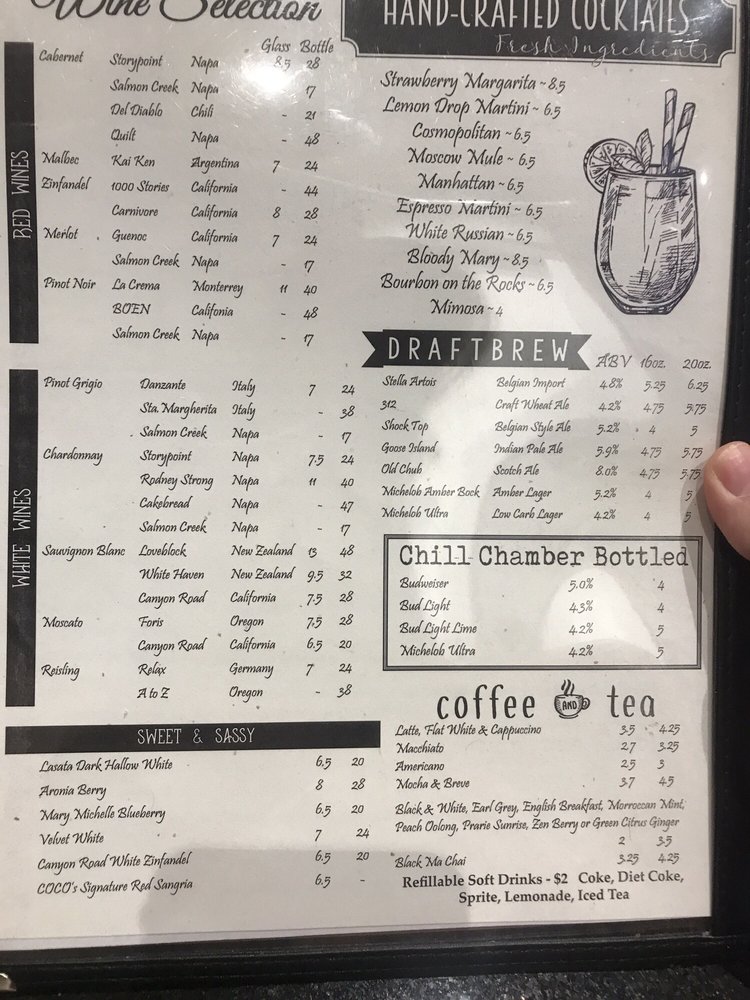 Wine Selection
Glass Bottle
RED WINES
Cabernet Storypoint Napa 8.5 28
Salmon Creek Napa - 17
Del Diablo Chili - 21
Quilt Napa - 48
Malbec Kai Ken Argentina 7 24
Zinfandel 1000 Stories California - 44
Carnivore California 8 28
Merlot Guenoc California 7 24
Salmon Creek Napa - 17
Pinot Noir La Crema Monterrey 11 40
BOEN Califonia - 48
Salmon Creek Napa - 17
WHITE WINES
Pinot Grigio Danzante Italy 7 24
Sta. Margherita Italy - 38
Salmon Creek Napa - 17
Chardonnay Storypoint Napa 7.5 24
Rodney Strong Napa 11 40
Cakebread Napa - 47
Salmon Creek Napa - 17
Sauvignon Blanc Loveblock New Zealand 13 48
White Haven New Zealand 9.5 32
Canyon Road California 7.5 28
Moscato Foris Oregon 7.5 28
Canyon Road California 6.5 20
Reisling Relax Germany 7 24
A to Z Oregon - 38
SWEET & SASSY
Lasata Dark Hallow White 6.5 20
Aronia Berry 8 28
Mary Michelle Blueberry 6.5 20
Velvet White 7 24
Canyon Road White Zinfandel 6.5 20
COCO's Signature Red Sangria 6.5 -
HAND-CRAFTED COCKTAILS
Fresh Ingredients
Strawberry Margarita ~ 8.5
Lemon Drop Martini ~ 6.5
Cosmopolitan ~ 6.5
Moscow Mule ~ 6.5
Manhattan ~ 6.5
Espresso Martini ~ 6.5
White Russian ~ 6.5
Bloody Mary ~ 8.5
Bourbon on the Rocks ~ 6.5
Mimosa ~ 4
DRAFTBREW ABV 16oz. 20oz.
Stella Artois Belgian Import 4.8% 5.25 6.25
312 Craft Wheat Ale 4.2% 4.75 5.75
Shock Top Belgian Style Ale 5.2% 4 5
Goose Island Indian Pale Ale 5.9% 4.75 5.75
Old Chub Scotch Ale 8.0% 4.75 5.75
Michelob Amber Bock Amber Lager 5.2% 4 5
Michelob Ultra Low Carb Lager 4.2% 4 5
Chill Chamber Bottled
Budweiser 5.0% 4
Bud Light 4.3% 4
Bud Light Lime 4.2% 5
Michelob Ultra 4.2% 5
coffee AND tea
Latte, Flat White & Cappuccino 3.5 4.25
Macchiato 2.7 3.25
Americano 2.5 3
Mocha & Breve 3.7 4.5
Black & White, Earl Grey, English Breakfast, Morroccan Mint,
Peach Oolong, Prarie Sunrise, Zen Berry or Green Citrus Ginger
2 3.5
Black Ma Chai 3.25 4.25
Refillable Soft Drinks - $2 Coke, Diet Coke,
Sprite, Lemonade, Iced Tea